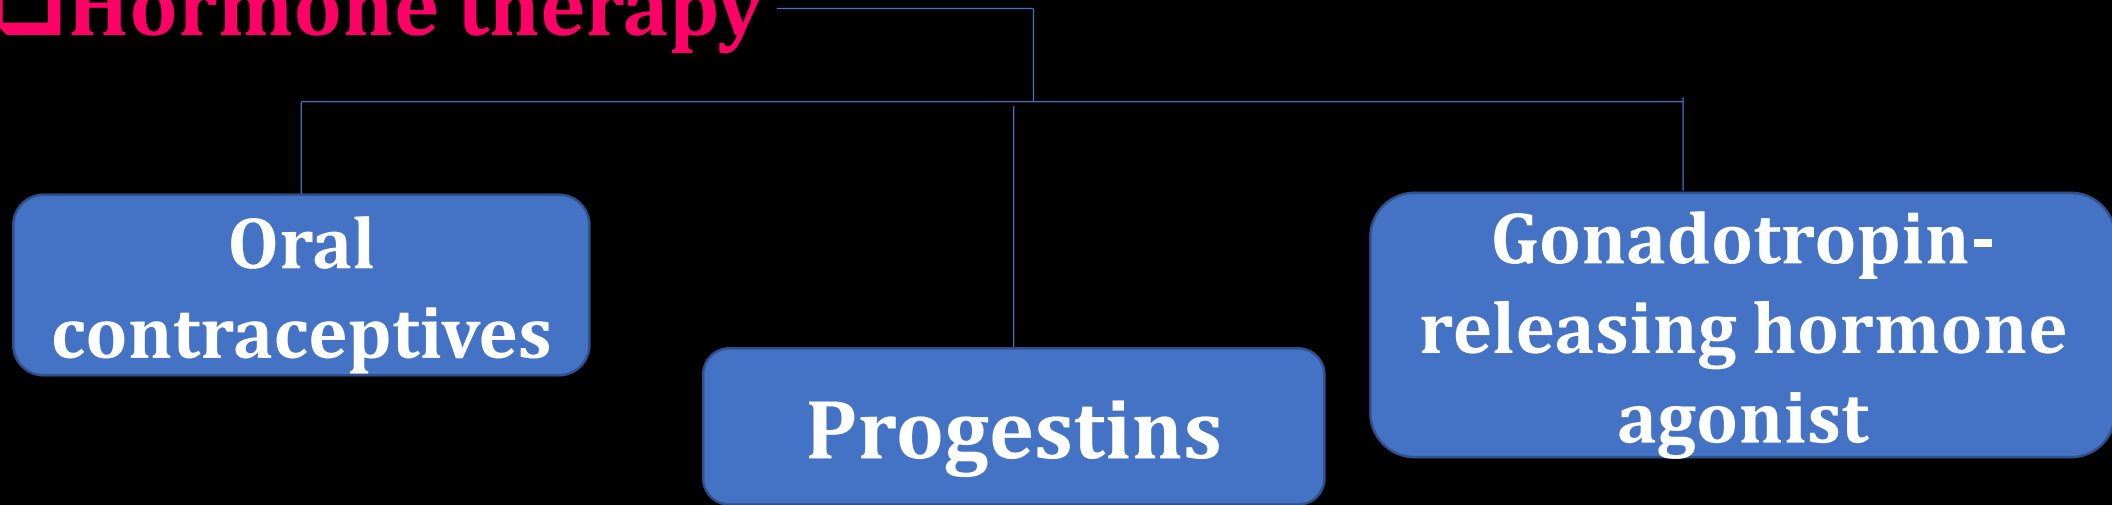 ❑Hormone therapy
Oral
contraceptives
Progestins
Gonadotropin-
releasing hormone
agonist